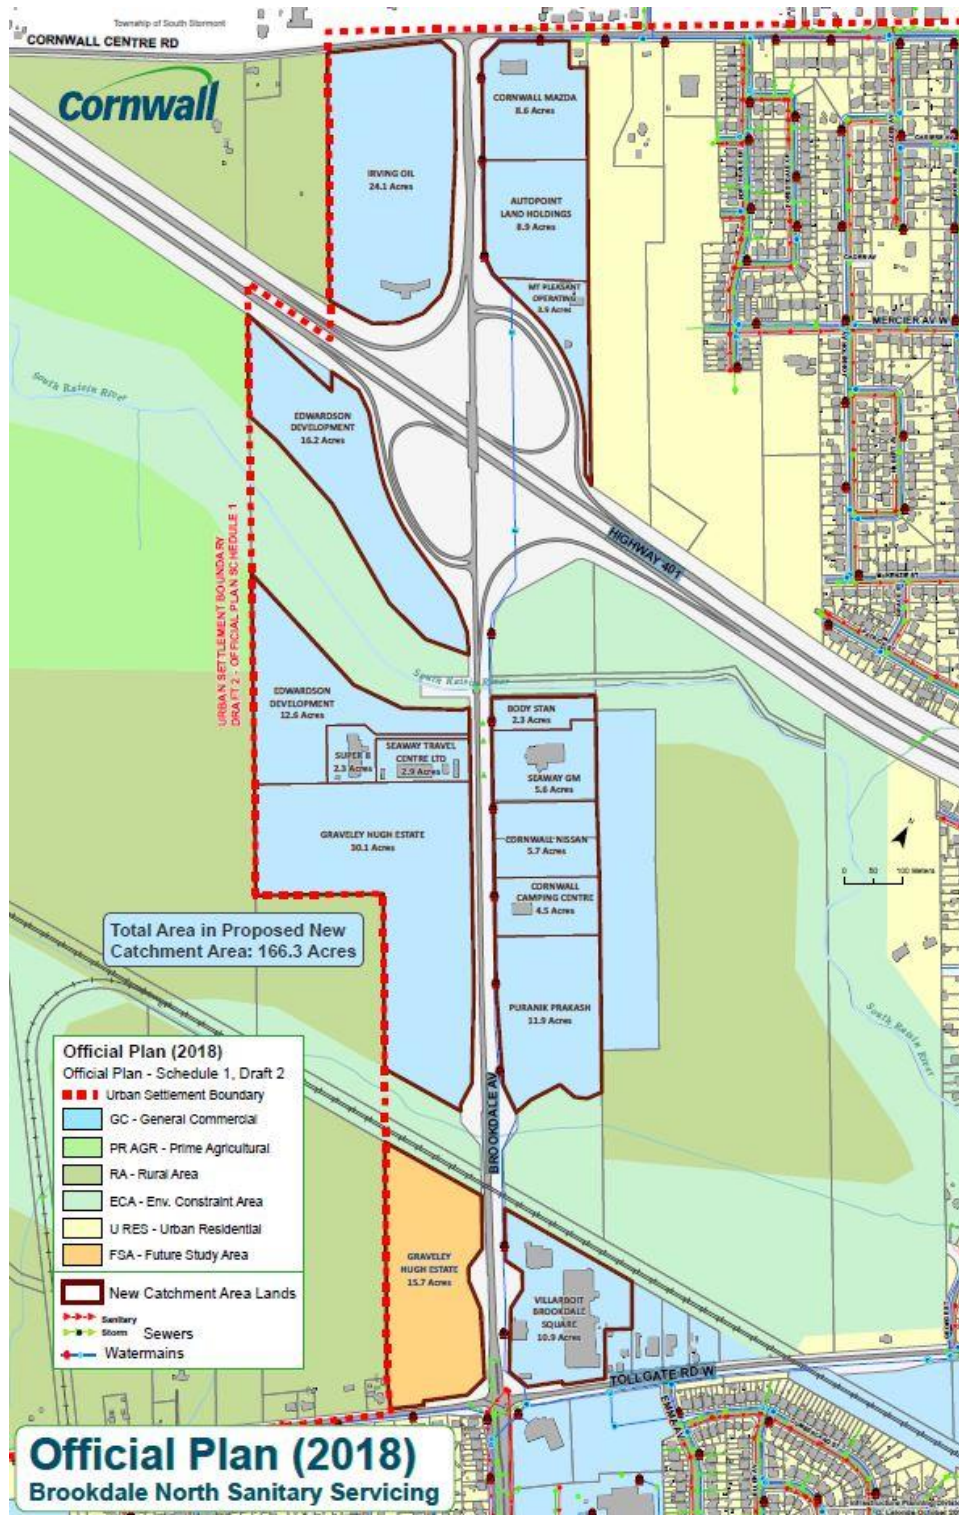 Township of South Stormont
CORNWALL CENTRE RD
Cornwall
CORNWALL MAZDA
8.6 Acres
IRVING OIL
24.1 Acres
AUTOPOINT
LAND HOLDINGS
8.9 Acres
MT PLEASANT
OPERATING
3.9 Acres
CADER AV
MERCIER AV W
South Raisin River
EDWARDSON
DEVELOPMENT
16.2 Acres
HIGHWAY 401
URBAN SETTLEMENT BOUNDARY
DRAFT 2 - OFFICIAL PLAN SCHEDULE 1
South Raisin River
EDWARDSON
DEVELOPMENT
12.6 Acres
BODY STAN
2.3 Acres
SUPER 8
2.3 Acres
SEAWAY TRAVEL
CENTRE LTD
2.9 Acres
SEAWAY GM
5.6 Acres
GRAVELEY HUGH ESTATE
30.1 Acres
CORNWALL NISSAN
5.7 Acres
N
0 50 100 Meters
CORNWALL
CAMPING CENTRE
4.5 Acres
Total Area in Proposed New
Catchment Area: 166.3 Acres
PURANIK PRAKASH
11.9 Acres
South Raisin River
BROOKDALE AV
Official Plan (2018)
Official Plan - Schedule 1, Draft 2
Urban Settlement Boundary
GC - General Commercial
PR AGR - Prime Agricultural
RA - Rural Area
ECA - Env. Constraint Area
U RES - Urban Residential
FSA - Future Study Area
New Catchment Area Lands
Sanitary
Storm Sewers
Watermains
GRAVELEY
HUGH ESTATE
15.7 Acres
VILLARBOIT
BROOKDALE
SQUARE
10.9 Acres
TOLLGATE RD W
EMMA AV
Official Plan (2018)
Brookdale North Sanitary Servicing